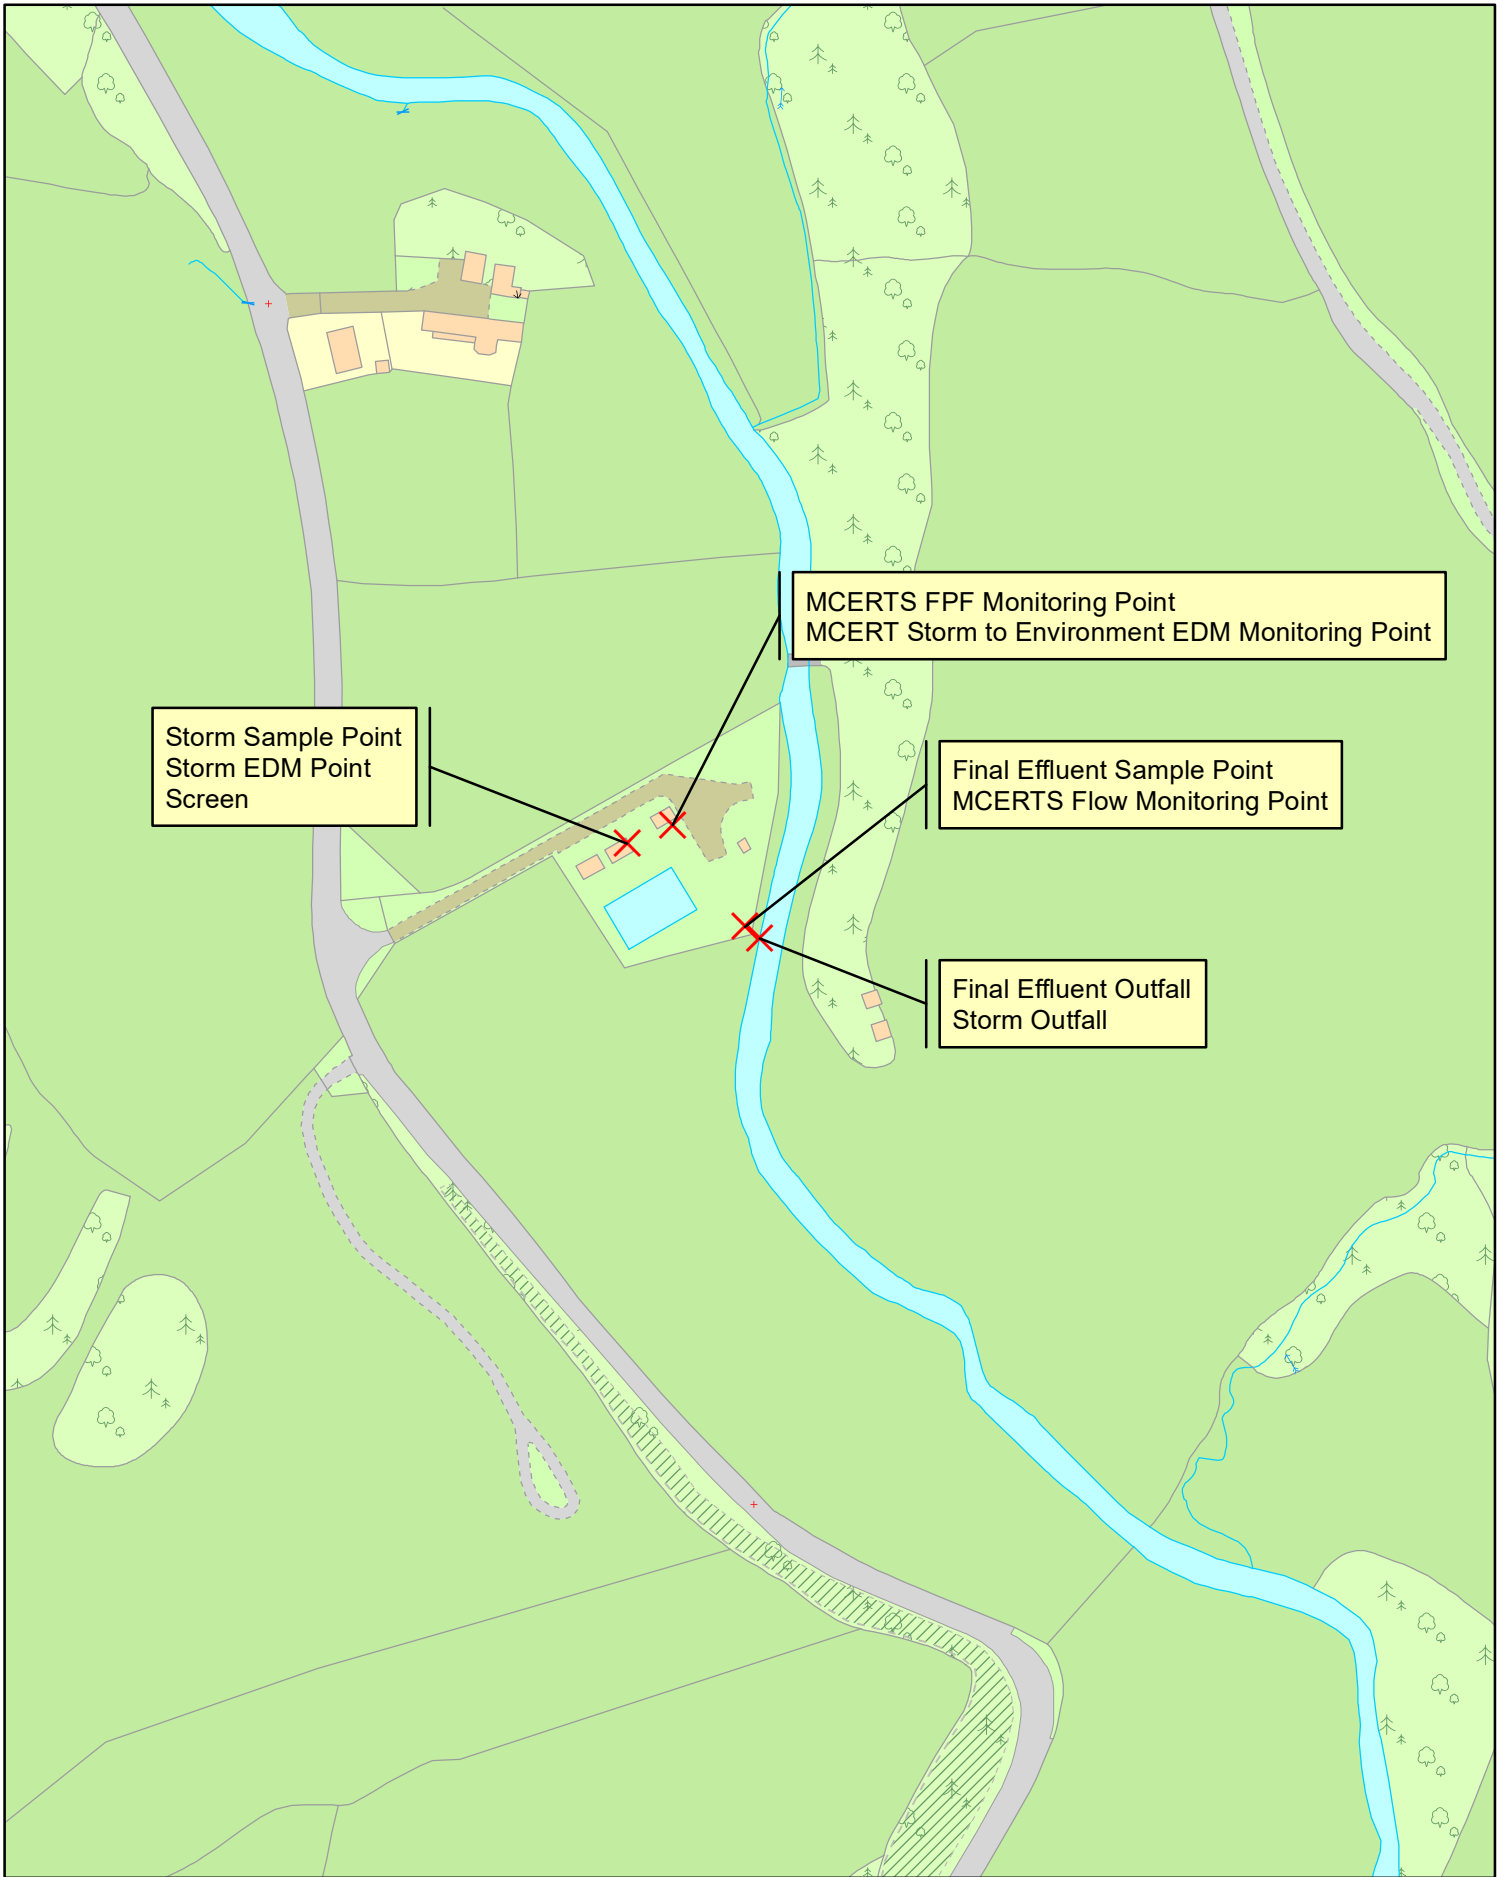 MCERTS FPF Monitoring Point
MCERT Storm to Environment EDM Monitoring Point
Storm Sample Point
Storm EDM Point
Screen
Final Effluent Sample Point
MCERTS Flow Monitoring Point
Final Effluent Outfall
Storm Outfall